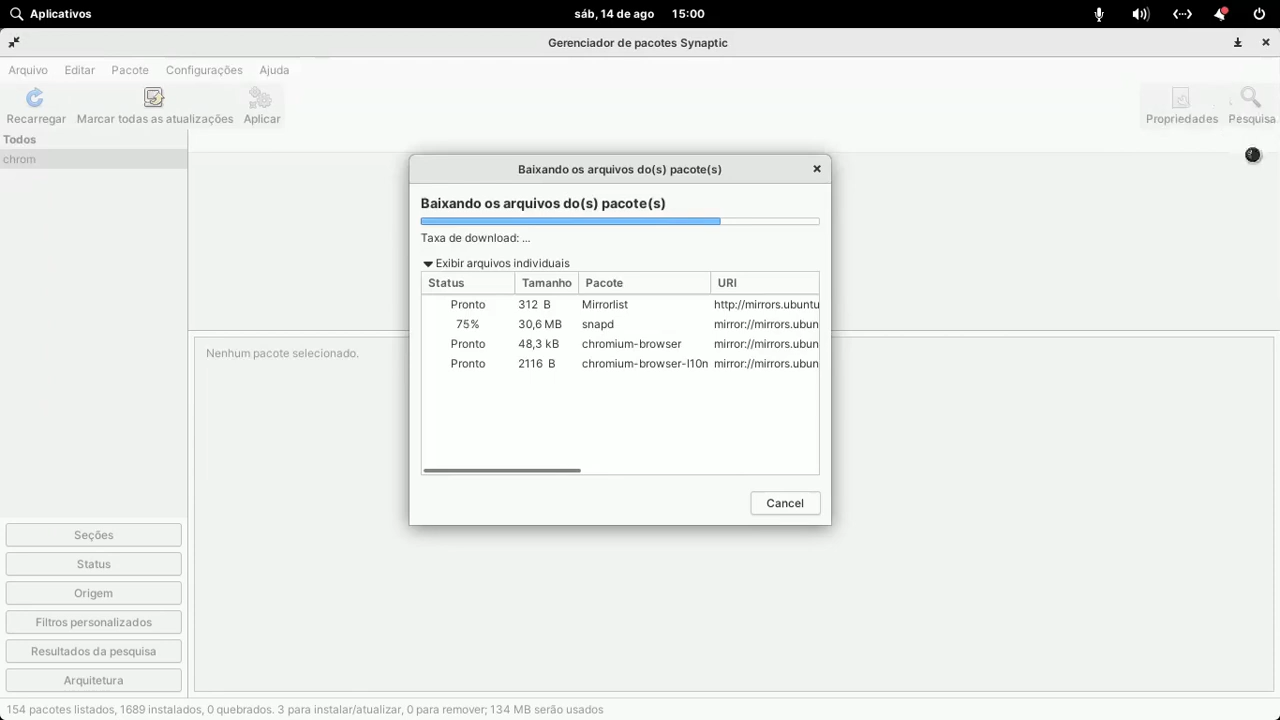 Aplicativos
sáb, 14 de ago 15:00
Gerenciador de pacotes Synaptic
Arquivo Editar Pacote Configurações Ajuda
Recarregar Marcar todas as atualizações Aplicar Propriedades Pesquisa
Todos
chrom
Baixando os arquivos do(s) pacote(s)
Baixando os arquivos do(s) pacote(s)
Taxa de download: ...
Exibir arquivos individuais
Status Tamanho Pacote URI
Pronto 312 B Mirrorlist http://mirrors.ubuntu
75% 30,6 MB snapd mirror://mirrors.ubun
Pronto 48,3 kB chromium-browser mirror://mirrors.ubun
Pronto 2116 B chromium-browser-l10n mirror://mirrors.ubun
Cancel
Nenhum pacote selecionado.
Seções
Status
Origem
Filtros personalizados
Resultados da pesquisa
Arquitetura
154 pacotes listados, 1689 instalados, 0 quebrados. 3 para instalar/atualizar, 0 para remover; 134 MB serão usados